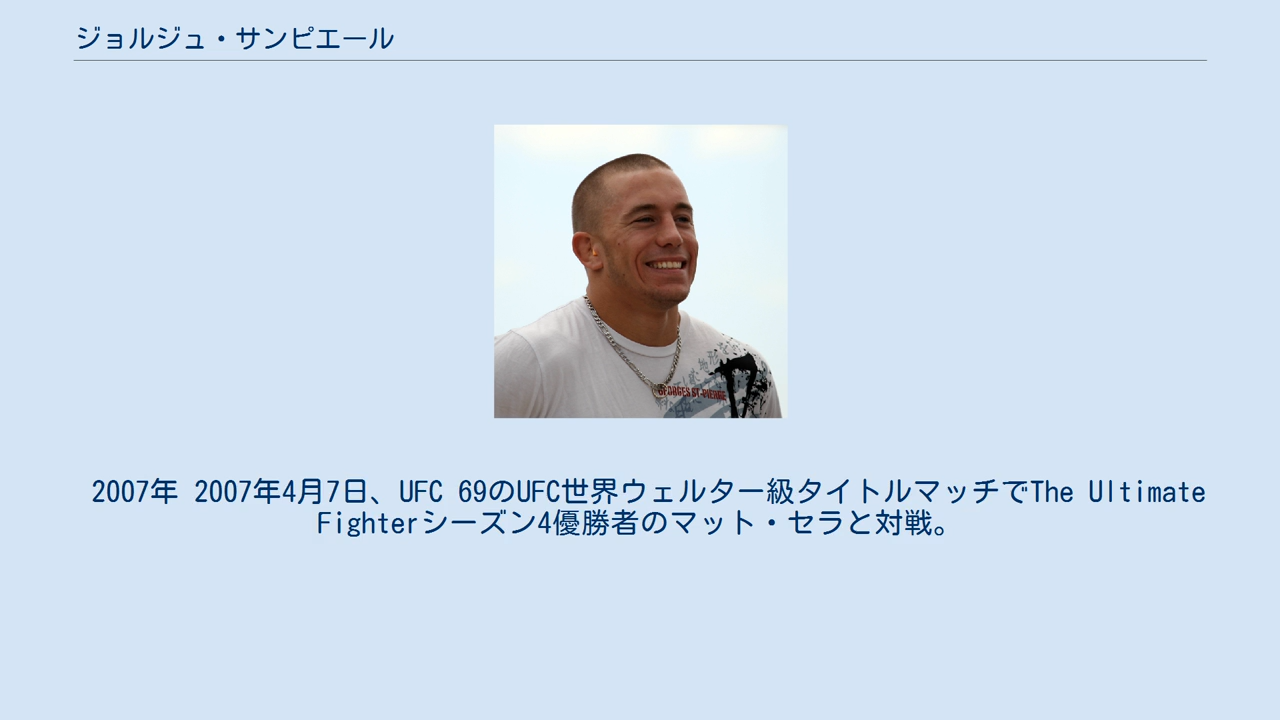 ジョルジュ・サンピエール
GEORGES ST-PIERRE
2007年 2007年4月7日、UFC 69のUFC世界ウェルター級タイトルマッチでThe Ultimate
Fighterシーズン4優勝者のマット・セラと対戦。